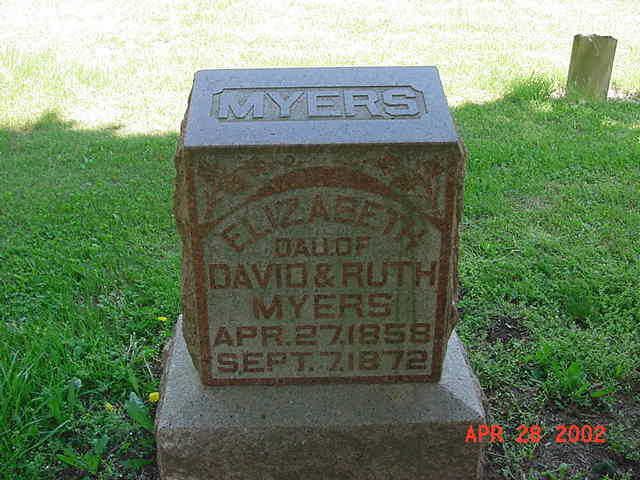 MYERS
ELIZABETH
DAU. OF
DAVID & RUTH
MYERS
APR. 27, 1858
SEPT. 7, 1872
APR 28 2002